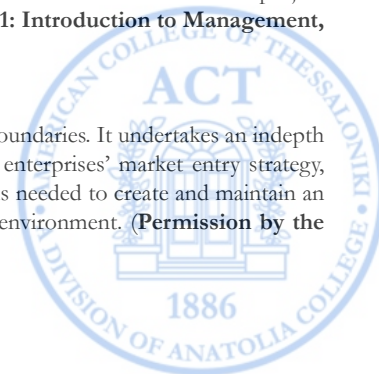 1: Introduction to Management,
oundaries. It undertakes an indepth
enterprises’ market entry strategy,
s needed to create and maintain an
environment. (Permission by the
AMERICAN COLLEGE OF THESSALONIKI
ACT
1886
A DIVISION OF ANATOLIA COLLEGE